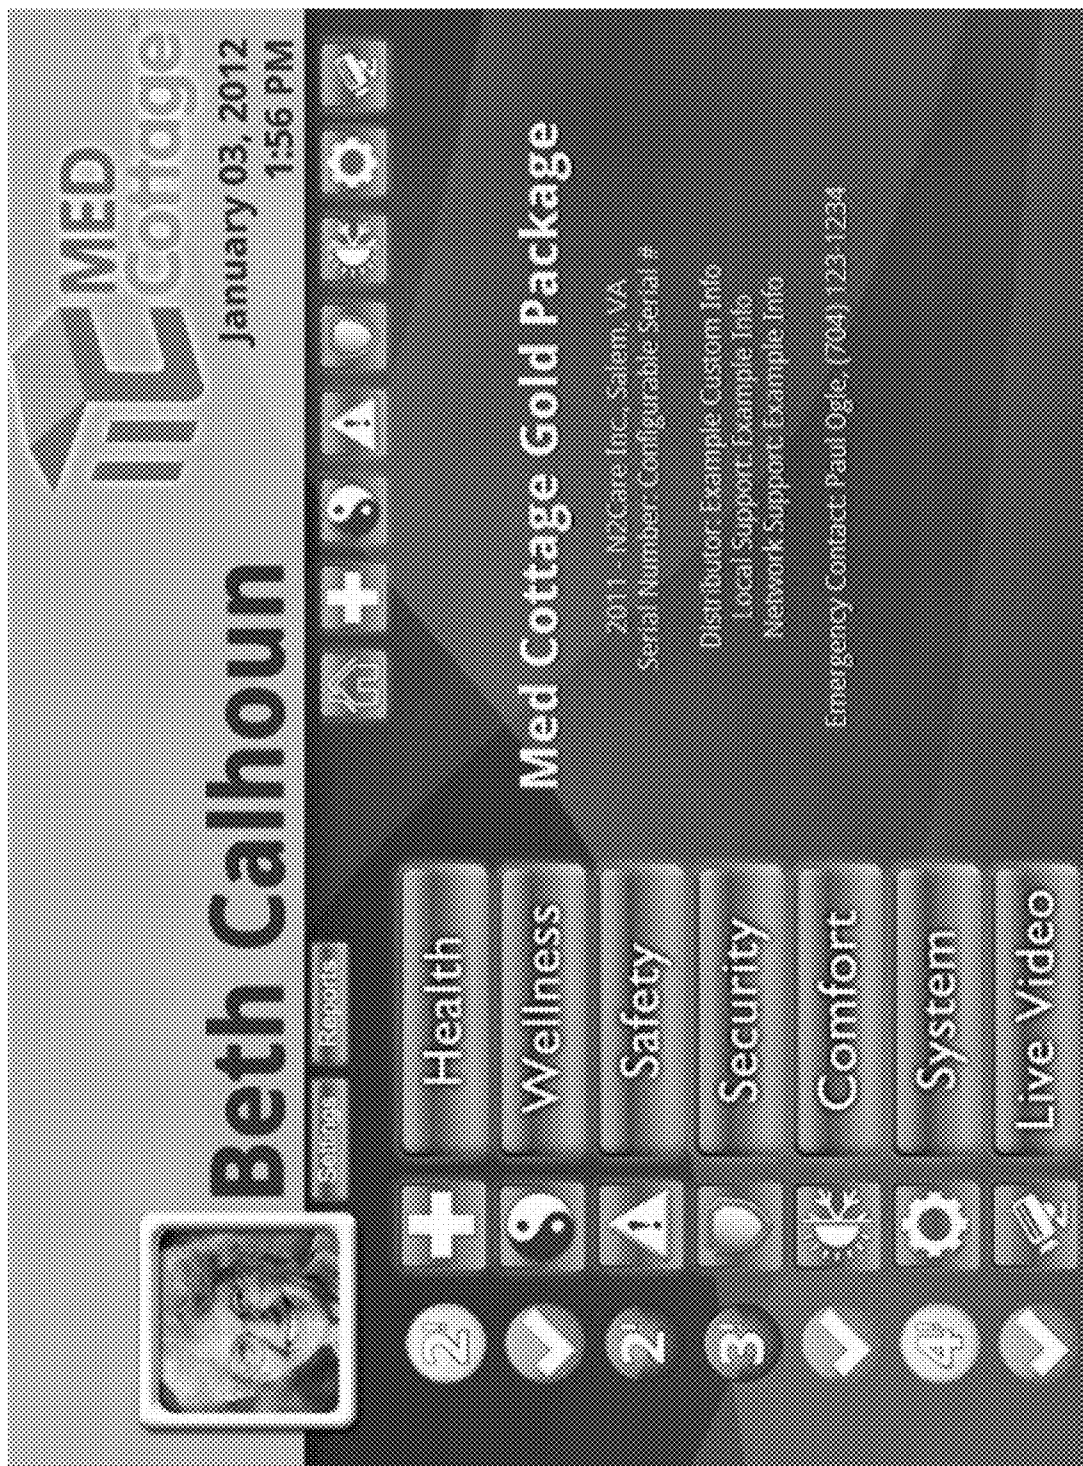 Beth Calhoun
MED
cottage
January 03, 2012
1:56 PM
Settings
Reports
2
Health
Wellness
2
Safety
3
Security
Comfort
4
System
Live Video
Med Cottage Gold Package
2011 - N2Care Inc., Salem, VA
Serial Number: Configurable Serial #
Distributor: Example Custom Info
Local Support: Example Info
Network Support: Example Info
Emergency Contact: Paul Ogle, (704) 123 1234